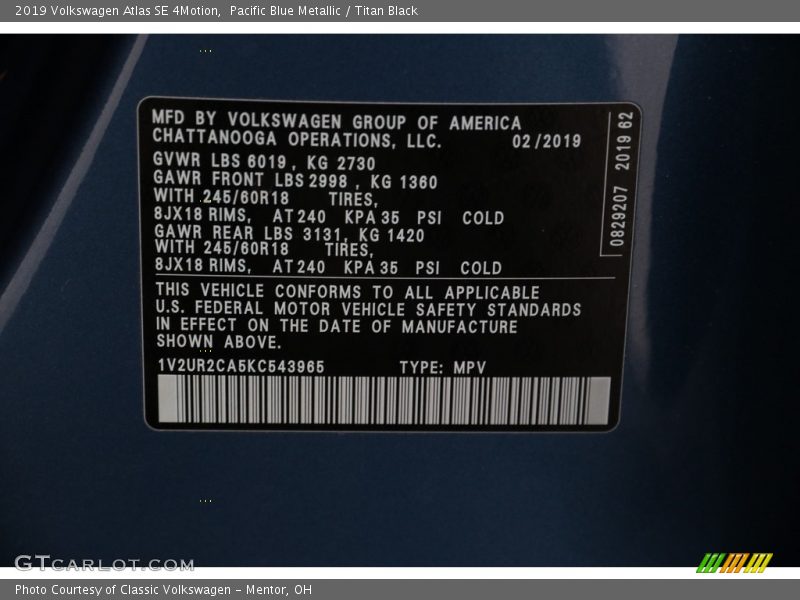 2019 Volkswagen Atlas SE 4Motion,  Pacific Blue Metallic / Titan Black
MFD BY VOLKSWAGEN GROUP OF AMERICA
CHATTANOOGA OPERATIONS, LLC. 02/2019
GVWR LBS 6019 , KG 2730
GAWR FRONT LBS 2998 , KG 1360
WITH 245/60R18 TIRES,
8JX18 RIMS, AT 240 KPA 35 PSI COLD
GAWR REAR LBS 3131, KG 1420
WITH 245/60R18 TIRES,
8JX18 RIMS, AT 240 KPA 35 PSI COLD
0829207 2019 62
THIS VEHICLE CONFORMS TO ALL APPLICABLE
U.S. FEDERAL MOTOR VEHICLE SAFETY STANDARDS
IN EFFECT ON THE DATE OF MANUFACTURE
SHOWN ABOVE.
1V2UR2CA5KC543965 TYPE: MPV
GTCARLOT.COM
Photo Courtesy of Classic Volkswagen - Mentor, OH